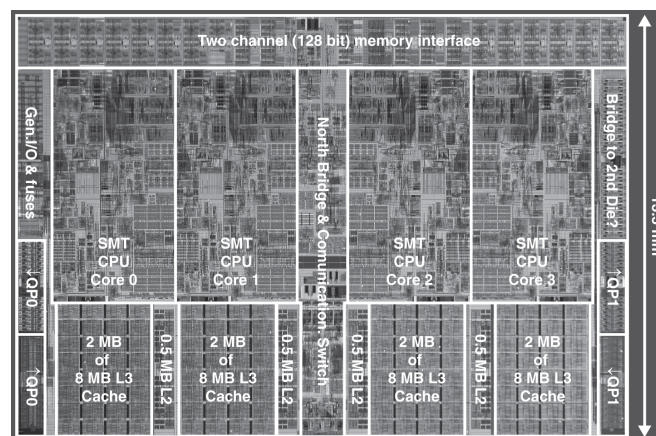 Two channel (128 bit) memory interface
Gen.I/O & fuses
SMT
CPU
Core 0
SMT
CPU
Core 1
North Bridge & Comunication. Switch
SMT
CPU
Core 2
SMT
CPU
Core 3
Bridge to 2nd Die?
↓QP0
↑QP1
↑QP0
2 MB
of
8 MB L3
Cache
0.5 MB L2
2 MB
of
8 MB L3
Cache
0.5 MB L2
0.5 MB L2
2 MB
of
8 MB L3
Cache
0.5 MB L2
2 MB
of
8 MB L3
Cache
↓QP1